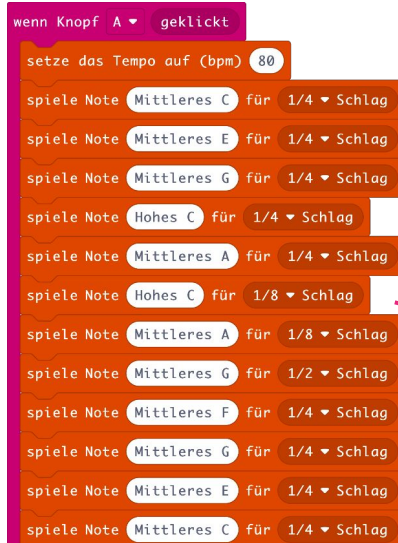 wenn Knopf A geklickt
setze das Tempo auf (bpm) 80
spiele Note Mittleres C für 1/4 Schlag
spiele Note Mittleres E für 1/4 Schlag
spiele Note Mittleres G für 1/4 Schlag
spiele Note Hohes C für 1/4 Schlag
spiele Note Mittleres A für 1/4 Schlag
spiele Note Hohes C für 1/8 Schlag
spiele Note Mittleres A für 1/8 Schlag
spiele Note Mittleres G für 1/2 Schlag
spiele Note Mittleres F für 1/4 Schlag
spiele Note Mittleres G für 1/4 Schlag
spiele Note Mittleres E für 1/4 Schlag
spiele Note Mittleres C für 1/4 Schlag